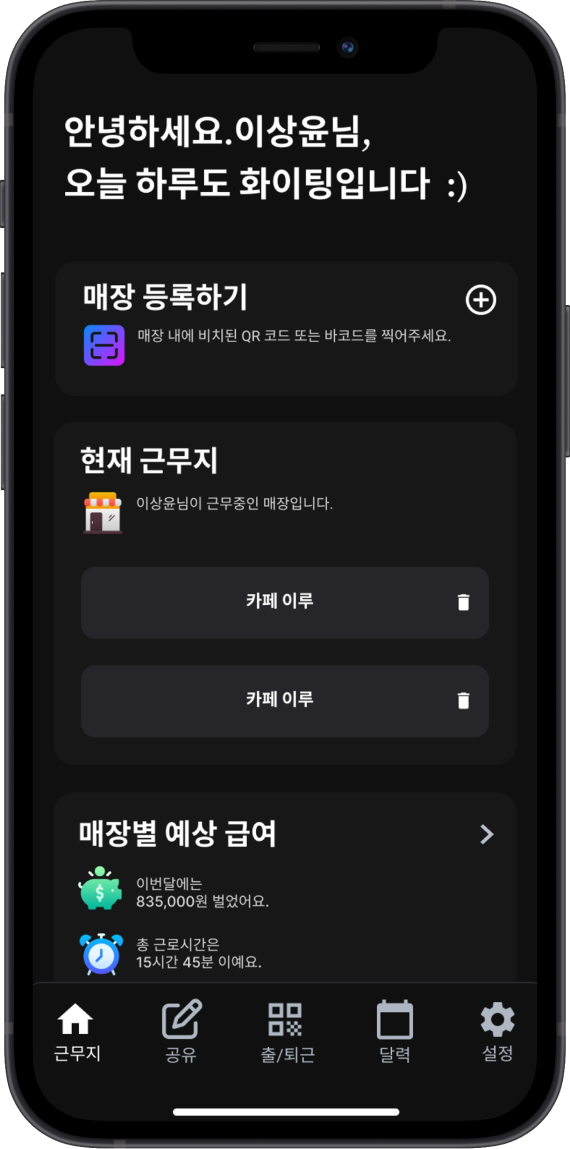 안녕하세요.이상윤님,
오늘 하루도 화이팅입니다 :)
매장 등록하기
매장 내에 비치된 QR 코드 또는 바코드를 찍어주세요.
현재 근무지
이상윤님이 근무중인 매장입니다.
카페 이루
카페 이루
매장별 예상 급여
이번달에는
835,000원 벌었어요.
총 근로시간은
15시간 45분 이예요.
근무지
공유
출/퇴근
달력
설정